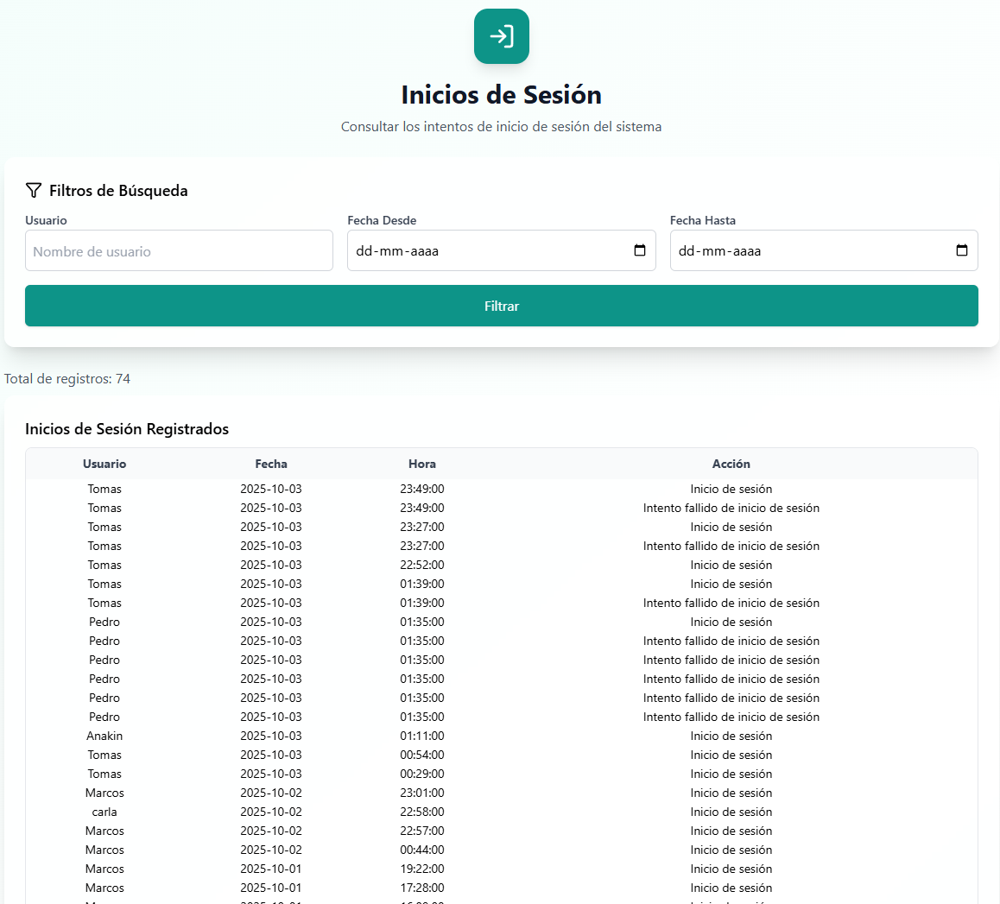 Inicios de Sesión
Consultar los intentos de inicio de sesión del sistema
Filtros de Búsqueda
Usuario Fecha Desde Fecha Hasta
Nombre de usuario dd-mm-aaaa dd-mm-aaaa
Filtrar
Total de registros: 74
Inicios de Sesión Registrados
Usuario Fecha Hora Acción
Tomas 2025-10-03 23:49:00 Inicio de sesión
Tomas 2025-10-03 23:49:00 Intento fallido de inicio de sesión
Tomas 2025-10-03 23:27:00 Inicio de sesión
Tomas 2025-10-03 23:27:00 Intento fallido de inicio de sesión
Tomas 2025-10-03 22:52:00 Inicio de sesión
Tomas 2025-10-03 01:39:00 Inicio de sesión
Tomas 2025-10-03 01:39:00 Intento fallido de inicio de sesión
Pedro 2025-10-03 01:35:00 Inicio de sesión
Pedro 2025-10-03 01:35:00 Intento fallido de inicio de sesión
Pedro 2025-10-03 01:35:00 Intento fallido de inicio de sesión
Pedro 2025-10-03 01:35:00 Intento fallido de inicio de sesión
Pedro 2025-10-03 01:35:00 Intento fallido de inicio de sesión
Pedro 2025-10-03 01:35:00 Intento fallido de inicio de sesión
Anakin 2025-10-03 01:11:00 Inicio de sesión
Tomas 2025-10-03 00:54:00 Inicio de sesión
Tomas 2025-10-03 00:29:00 Inicio de sesión
Marcos 2025-10-02 23:01:00 Inicio de sesión
carla 2025-10-02 22:58:00 Inicio de sesión
Marcos 2025-10-02 22:57:00 Inicio de sesión
Marcos 2025-10-02 00:44:00 Inicio de sesión
Marcos 2025-10-01 19:22:00 Inicio de sesión
Marcos 2025-10-01 17:28:00 Inicio de sesión